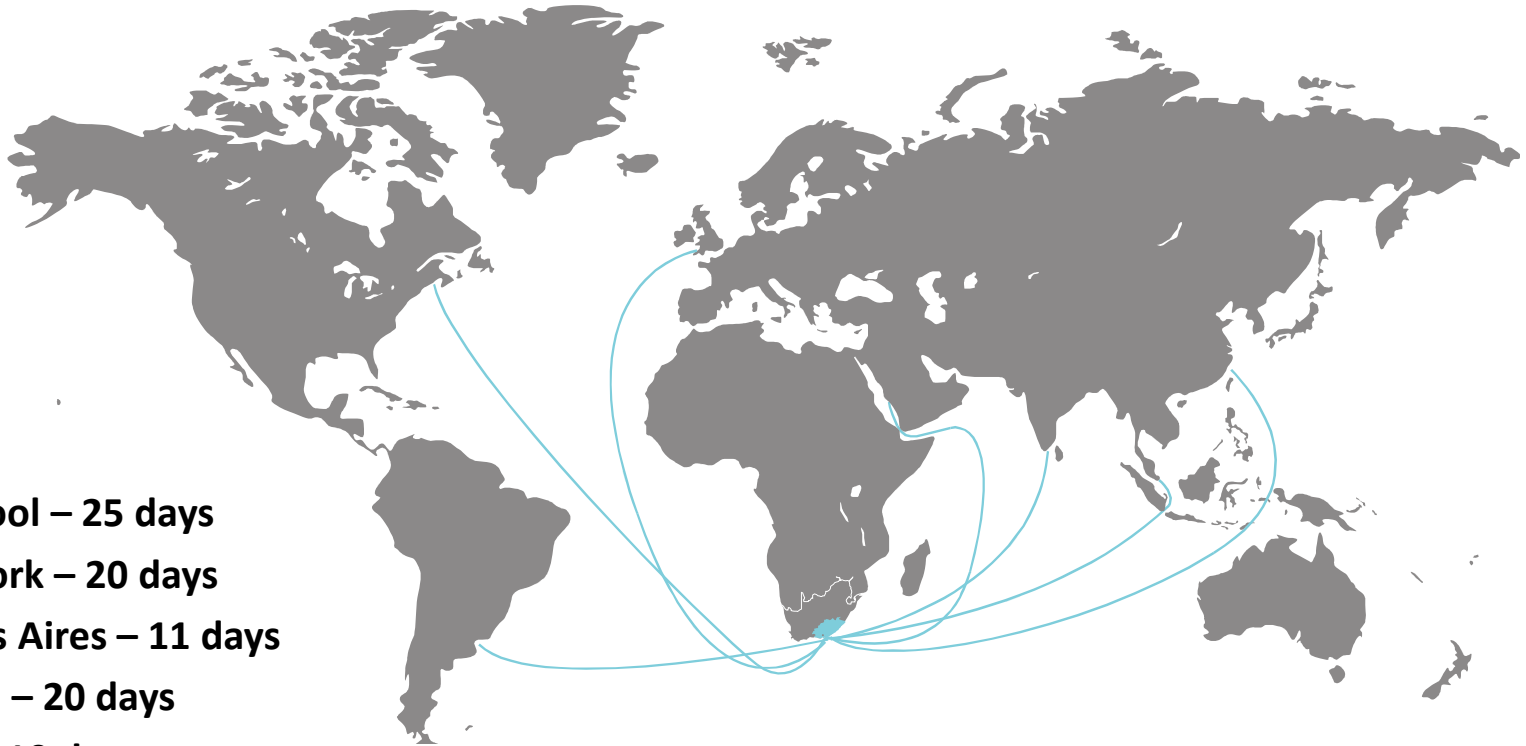 ool – 25 days
ork – 20 days
s Aires – 11 days
– 20 days